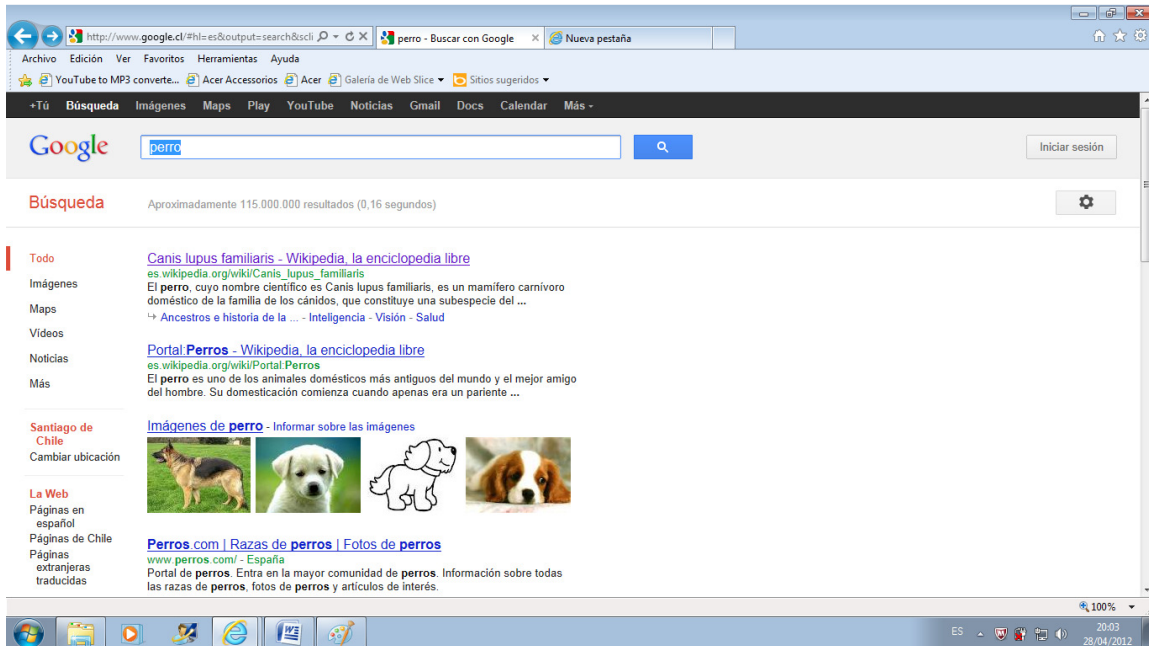 http://www.google.cl/#hl=es&output=search&scli
perro - Buscar con Google
Nueva pestaña
Archivo Edición Ver Favoritos Herramientas Ayuda
YouTube to MP3 converte... Acer Accessorios Acer Galería de Web Slice Sitios sugeridos
+Tú Búsqueda Imágenes Maps Play YouTube Noticias Gmail Docs Calendar Más
Google
perro
Iniciar sesión
Búsqueda
Aproximadamente 115.000.000 resultados (0,16 segundos)
Todo
Imágenes
Maps
Vídeos
Noticias
Más
Santiago de
Chile
Cambiar ubicación
La Web
Páginas en
español
Páginas de Chile
Páginas
extranjeras
traducidas
Canis lupus familiaris - Wikipedia, la enciclopedia libre
es.wikipedia.org/wiki/Canis_lupus_familiaris
El perro, cuyo nombre científico es Canis lupus familiaris, es un mamífero carnívoro
doméstico de la familia de los cánidos, que constituye una subespecie del ...
Ancestros e historia de la ... - Inteligencia - Visión - Salud
Portal:Perros - Wikipedia, la enciclopedia libre
es.wikipedia.org/wiki/Portal:Perros
El perro es uno de los animales domésticos más antiguos del mundo y el mejor amigo
del hombre. Su domesticación comienza cuando apenas era un pariente ...
Imágenes de perro - Informar sobre las imágenes
Perros.com | Razas de perros | Fotos de perros
www.perros.com/ - España
Portal de perros. Entra en la mayor comunidad de perros. Información sobre todas
las razas de perros, fotos de perros y artículos de interés.
100%
ES
20:03
28/04/2012